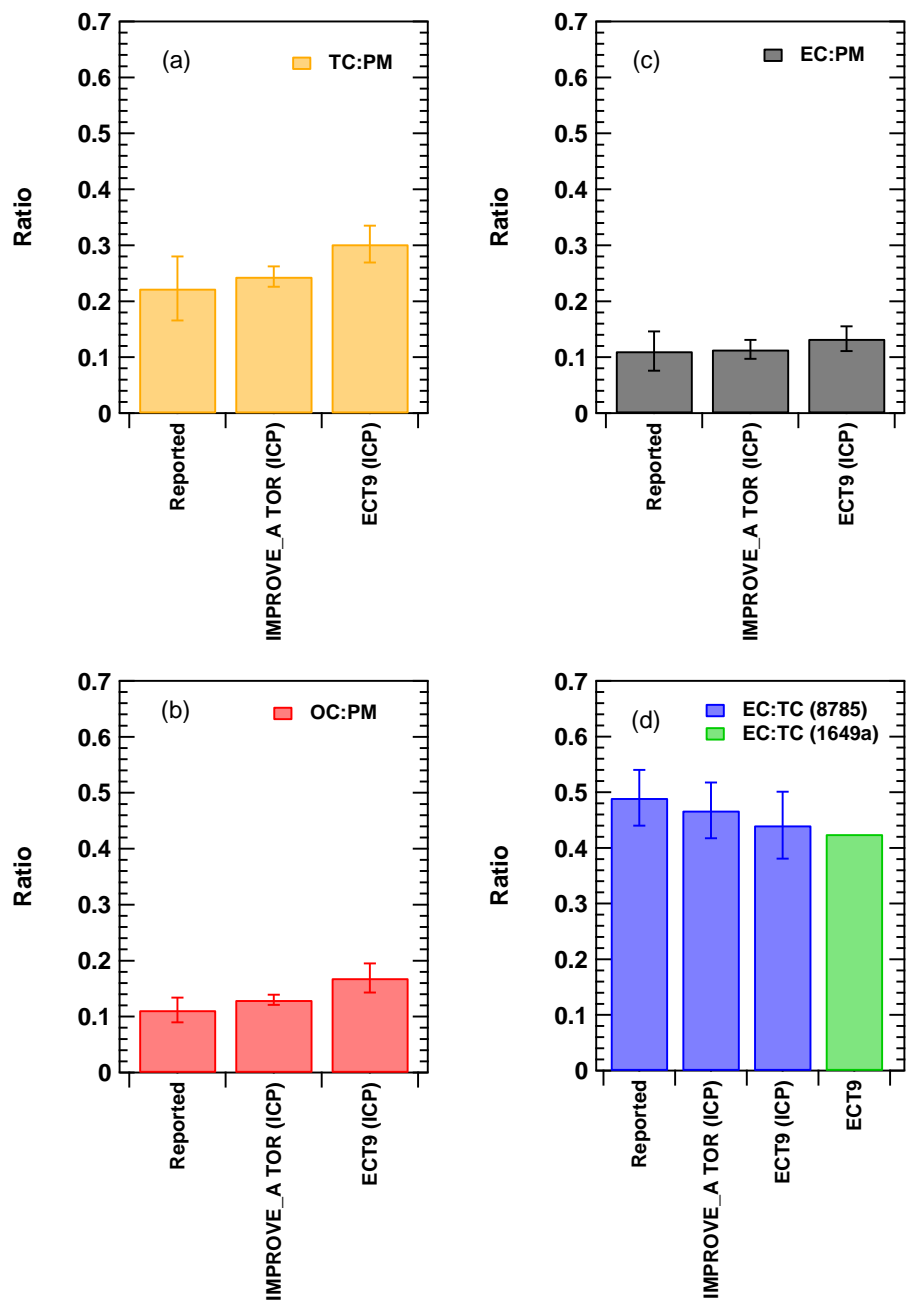 (a)
TC:PM
Ratio
0.7
0.6
0.5
0.4
0.3
0.2
0.1
0
Reported
IMPROVE_A TOR (ICP)
ECT9 (ICP)
(c)
EC:PM
Ratio
0.7
0.6
0.5
0.4
0.3
0.2
0.1
0
Reported
IMPROVE_A TOR (ICP)
ECT9 (ICP)
(b)
OC:PM
Ratio
0.7
0.6
0.5
0.4
0.3
0.2
0.1
0
Reported
IMPROVE_A TOR (ICP)
ECT9 (ICP)
(d)
EC:TC (8785)
EC:TC (1649a)
Ratio
0.7
0.6
0.5
0.4
0.3
0.2
0.1
0
Reported
IMPROVE_A TOR (ICP)
ECT9 (ICP)
ECT9